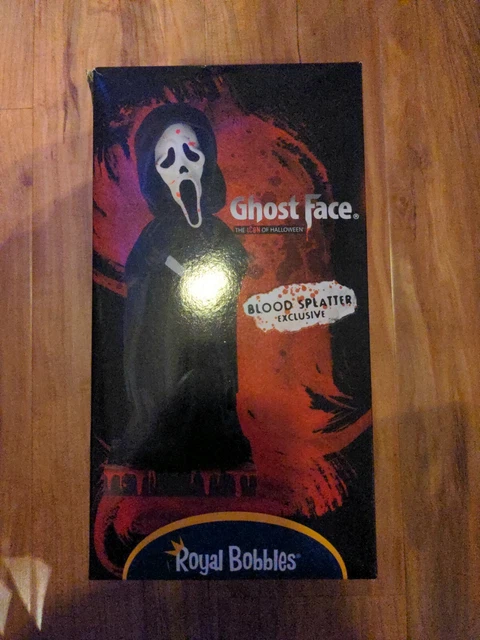 Ghost Face®
THE ICON OF HALLOWEEN
BLOOD SPLATTER
EXCLUSIVE
Royal Bobbles®